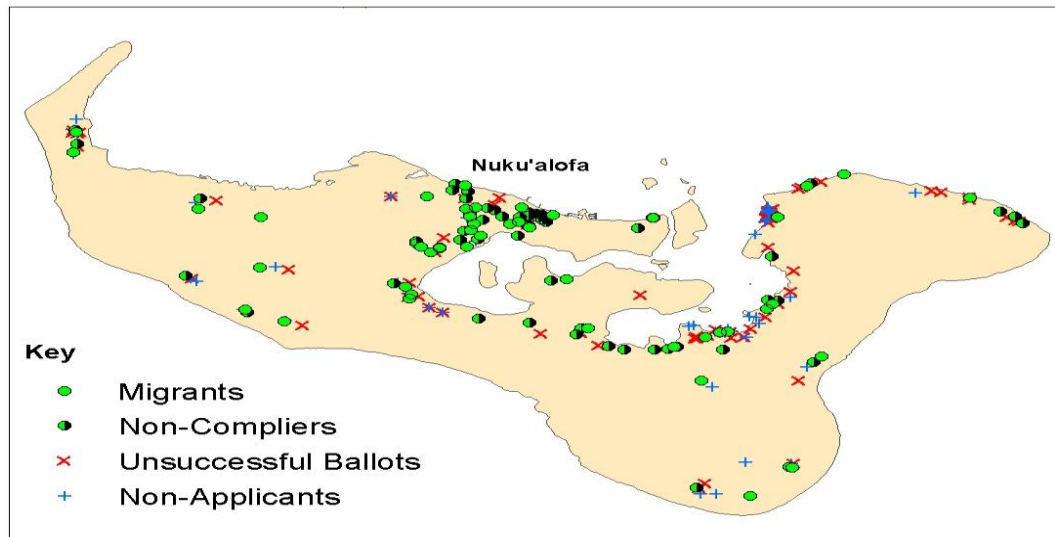 Nuku'alofa
Key
Migrants
Non-Compliers
Unsuccessful Ballots
Non-Applicants